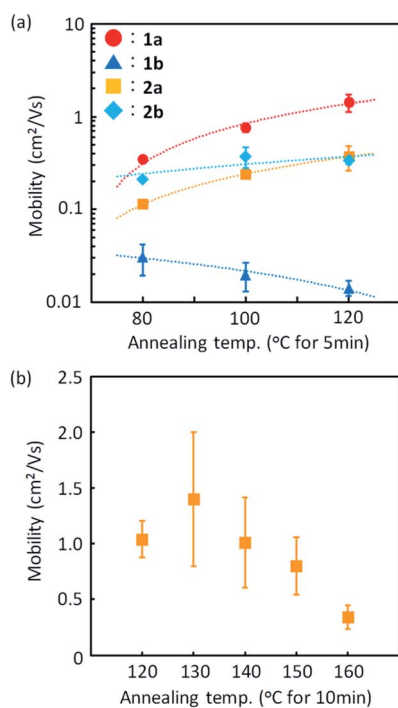 (a)
: 1a
: 1b
: 2a
: 2b
10
1
0.1
0.01
Mobility (cm²/Vs)
80 100 120
Annealing temp. (°C for 5min)
(b)
2.5
2.0
1.5
1.0
0.5
0
Mobility (cm²/Vs)
120 130 140 150 160
Annealing temp. (°C for 10min)